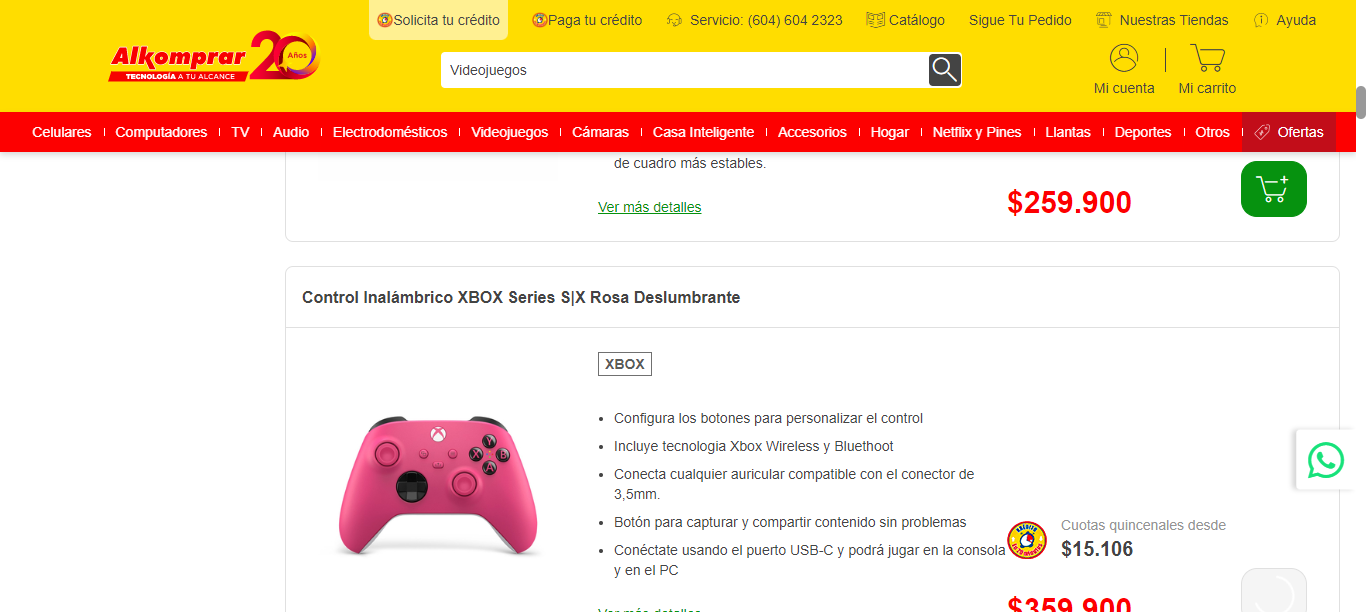 Solicita tu crédito
Paga tu crédito
Servicio: (604) 604 2323
Catálogo
Sigue Tu Pedido
Nuestras Tiendas
Ayuda
Alkomprar 20 Años
TECNOLOGÍA A TU ALCANCE
Videojuegos
Mi cuenta
Mi carrito
Celulares
Computadores
TV
Audio
Electrodomésticos
Videojuegos
Cámaras
Casa Inteligente
Accesorios
Hogar
Netflix y Pines
Llantas
Deportes
Otros
Ofertas
de cuadro más estables.
Ver más detalles
$259.900
Control Inalámbrico XBOX Series S|X Rosa Deslumbrante
XBOX
Configura los botones para personalizar el control
Incluye tecnologia Xbox Wireless y Bluethoot
Conecta cualquier auricular compatible con el conector de
3,5mm.
Botón para capturar y compartir contenido sin problemas
Conéctate usando el puerto USB-C y podrá jugar en la consola
y en el PC
Y
X
B
A
Cuotas quincenales desde
$15.106
Ver más detalles
$359.900